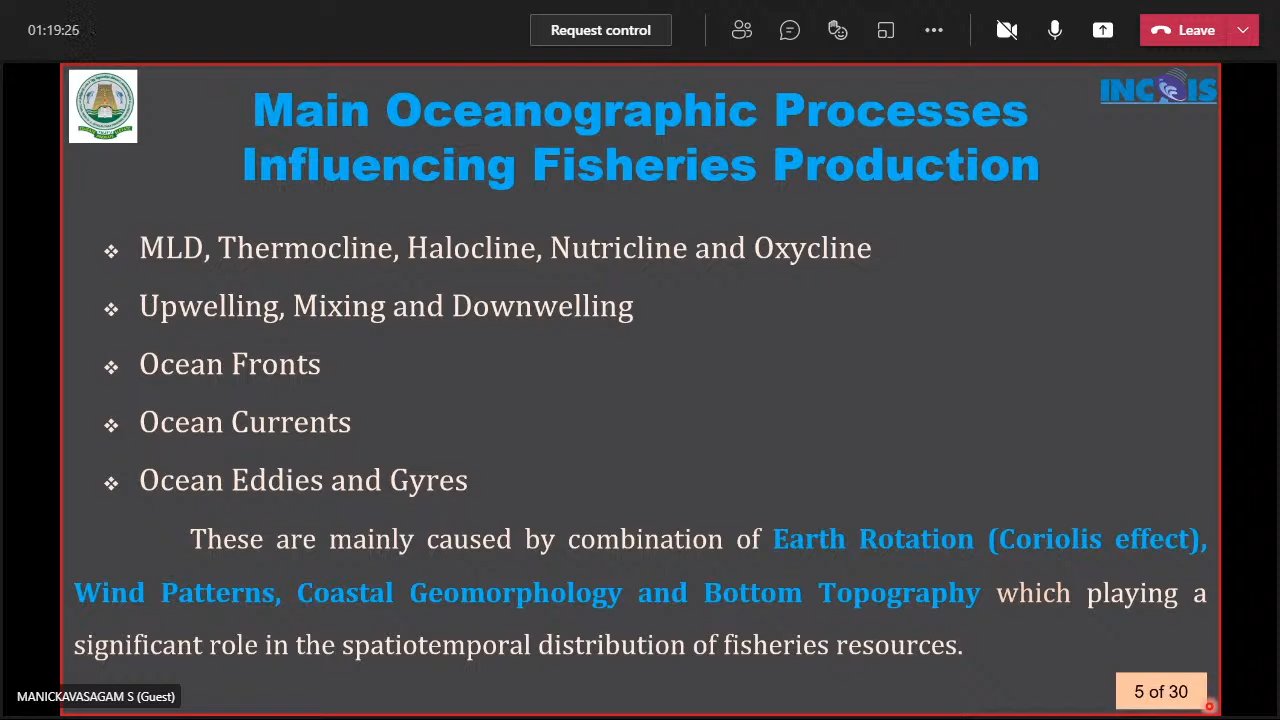 01:19:26
Request control
Leave
INCOIS
Main Oceanographic Processes
Influencing Fisheries Production
❖ MLD, Thermocline, Halocline, Nutricline and Oxycline
❖ Upwelling, Mixing and Downwelling
❖ Ocean Fronts
❖ Ocean Currents
❖ Ocean Eddies and Gyres
These are mainly caused by combination of Earth Rotation (Coriolis effect),
Wind Patterns, Coastal Geomorphology and Bottom Topography which playing a
significant role in the spatiotemporal distribution of fisheries resources.
MANICKAVASAGAM S (Guest)
5 of 30